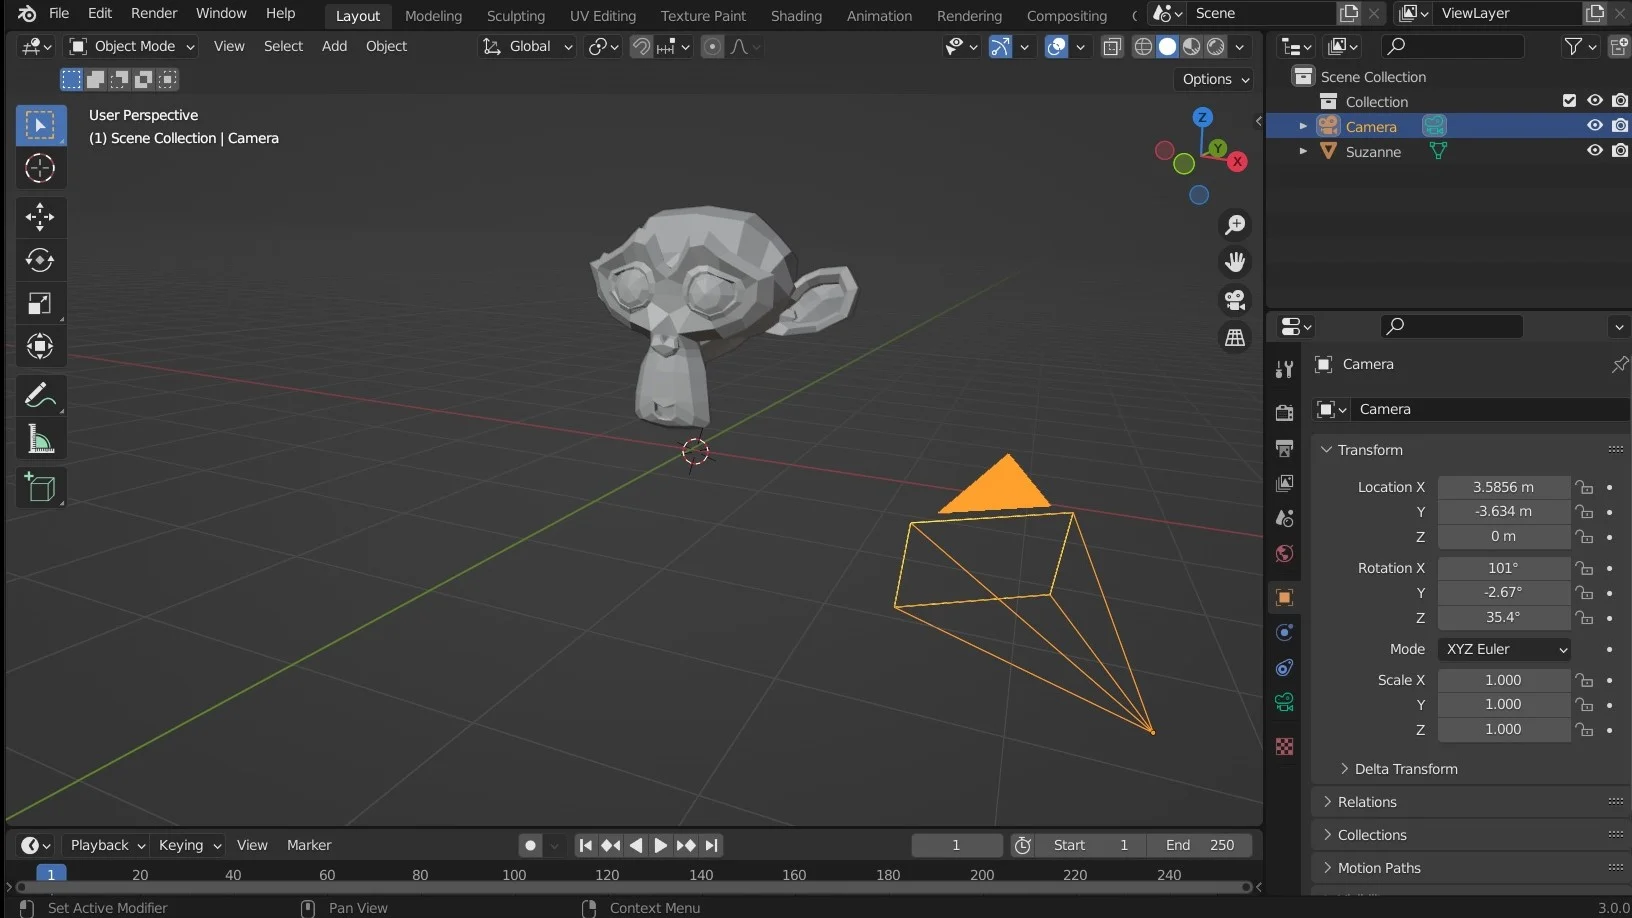 File Edit Render Window Help Layout Modeling Sculpting UV Editing Texture Paint Shading Animation Rendering Compositing Scene ViewLayer
Object Mode View Select Add Object Global
Options
User Perspective
(1) Scene Collection | Camera
Z
Y
X
Scene Collection
Collection
Camera
Suzanne
Camera
Camera
Transform
Location X 3.5856 m
Y -3.634 m
Z 0 m
Rotation X 101°
Y -2.67°
Z 35.4°
Mode XYZ Euler
Scale X 1.000
Y 1.000
Z 1.000
Delta Transform
Relations
Collections
Motion Paths
Playback Keying View Marker 1 Start 1 End 250
1 20 40 60 80 100 120 140 160 180 200 220 240
Set Active Modifier Pan View Context Menu 3.0.0